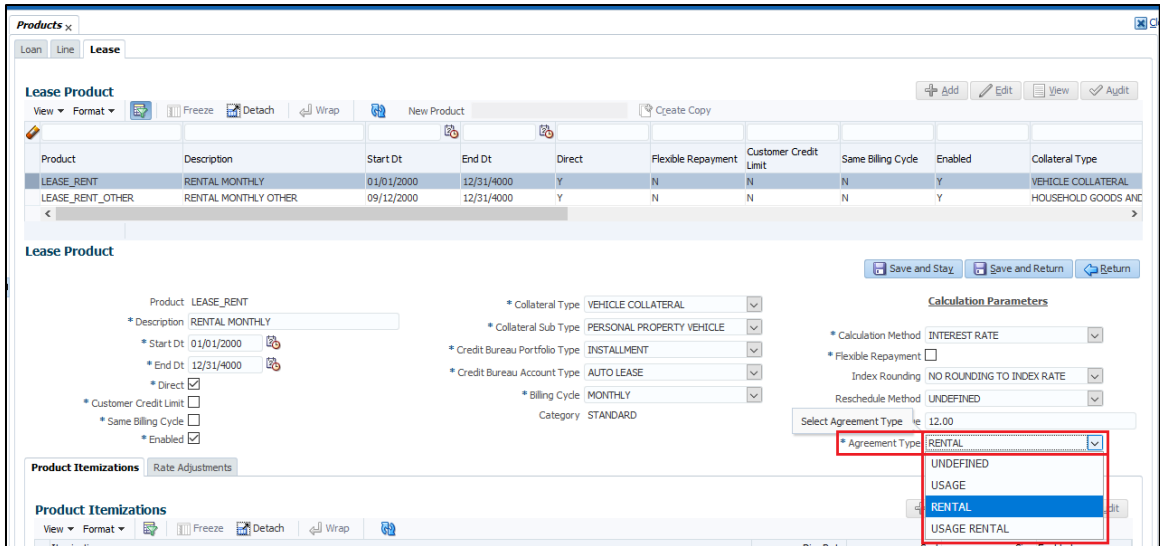 Products x
Loan Line Lease
Lease Product
Add Edit View Audit
View Format Freeze Detach Wrap New Product Create Copy
Product Description Start Dt End Dt Direct Flexible Repayment Customer Credit Limit Same Billing Cycle Enabled Collateral Type
LEASE_RENT RENTAL MONTHLY 01/01/2000 12/31/4000 Y N N N Y VEHICLE COLLATERAL
LEASE_RENT_OTHER RENTAL MONTHLY OTHER 09/12/2000 12/31/4000 Y N N N Y HOUSEHOLD GOODS AND
Lease Product
Save and Stay Save and Return Return
Product LEASE_RENT
* Description RENTAL MONTHLY
* Start Dt 01/01/2000
* End Dt 12/31/4000
* Direct
* Customer Credit Limit
* Same Billing Cycle
* Enabled
* Collateral Type VEHICLE COLLATERAL
* Collateral Sub Type PERSONAL PROPERTY VEHICLE
* Credit Bureau Portfolio Type INSTALLMENT
* Credit Bureau Account Type AUTO LEASE
* Billing Cycle MONTHLY
Category STANDARD
Calculation Parameters
* Calculation Method INTEREST RATE
* Flexible Repayment
Index Rounding NO ROUNDING TO INDEX RATE
Reschedule Method UNDEFINED
Select Agreement Type 12.00
* Agreement Type RENTAL
UNDEFINED
USAGE
RENTAL
USAGE RENTAL
Product Itemizations Rate Adjustments
Product Itemizations
View Format Freeze Detach Wrap